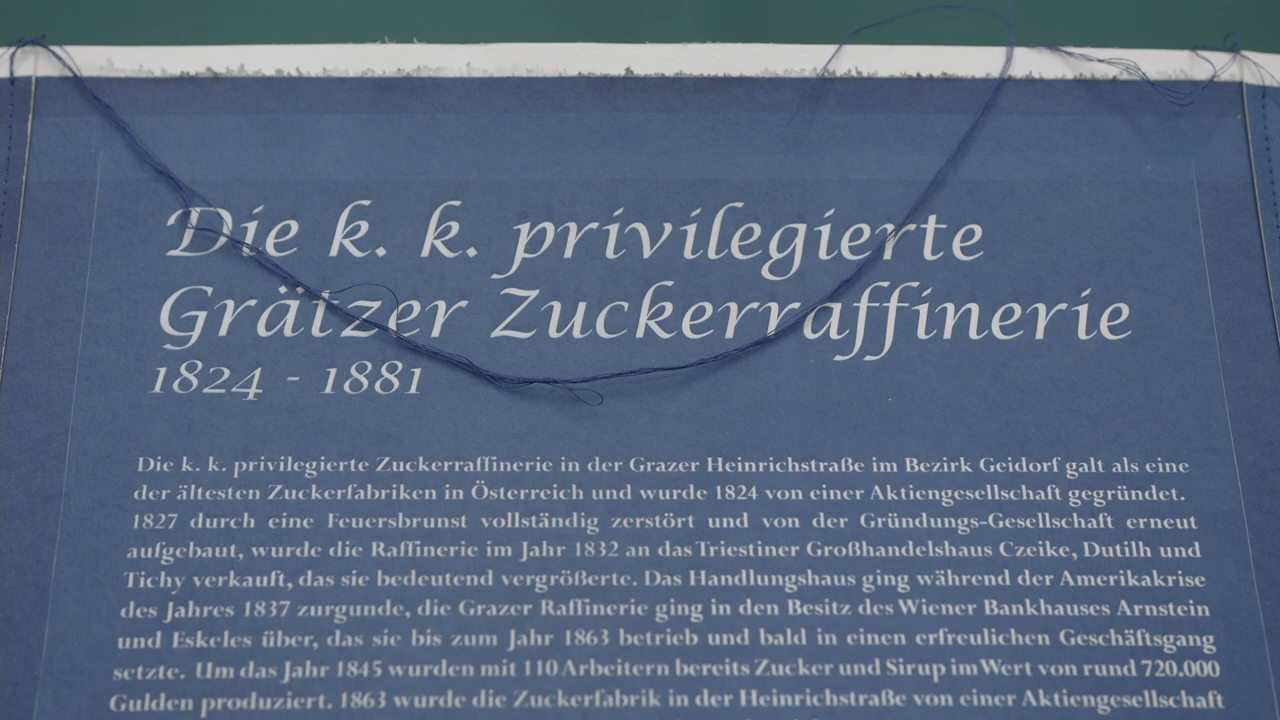 Die k. k. privilegierte
Grätzer Zuckerraffinerie
1824 - 1881
Die k. k. privilegierte Zuckerraffinerie in der Grazer Heinrichstraße im Bezirk Geidorf galt als eine
der ältesten Zuckerfabriken in Österreich und wurde 1824 von einer Aktiengesellschaft gegründet.
1827 durch eine Feuersbrunst vollständig zerstört und von der Gründungs-Gesellschaft erneut
aufgebaut, wurde die Raffinerie im Jahr 1832 an das Triestiner Großhandelshaus Czeike, Dutilh und
Tichy verkauft, das sie bedeutend vergrößerte. Das Handlungshaus ging während der Amerikakrise
des Jahres 1837 zurgunde, die Grazer Raffinerie ging in den Besitz des Wiener Bankhauses Arnstein
und Eskeles über, das sie bis zum Jahr 1863 betrieb und bald in einen erfreulichen Geschäftsgang
setzte. Um das Jahr 1845 wurden mit 110 Arbeitern bereits Zucker und Sirup im Wert von rund 720.000
Gulden produziert. 1863 wurde die Zuckerfabrik in der Heinrichstraße von einer Aktiengesellschaft